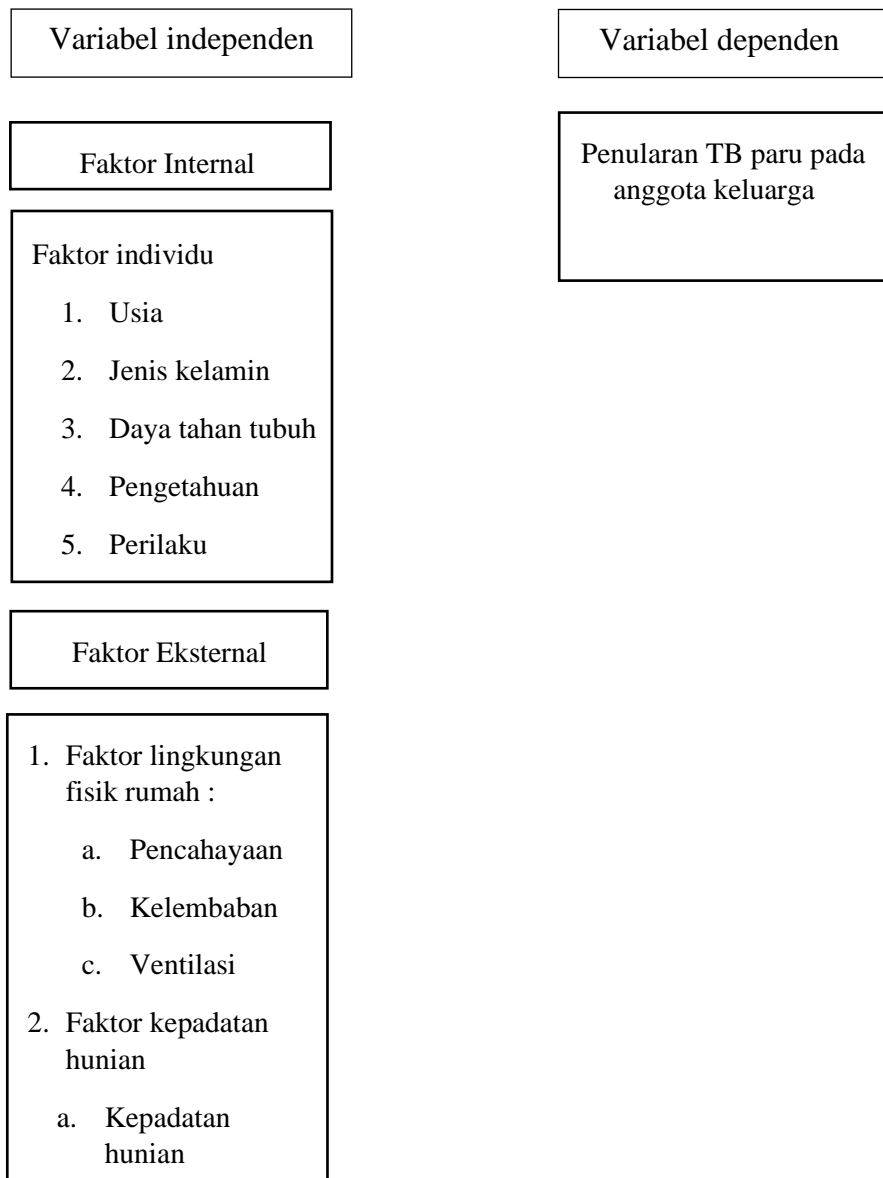 Variabel independen
Variabel dependen
Faktor Internal
Penularan TB paru pada
anggota keluarga
Faktor individu
1. Usia
2. Jenis kelamin
3. Daya tahan tubuh
4. Pengetahuan
5. Perilaku
Faktor Eksternal
1. Faktor lingkungan
fisik rumah :
a. Pencahayaan
b. Kelembaban
c. Ventilasi
2. Faktor kepadatan
hunian
a. Kepadatan
hunian